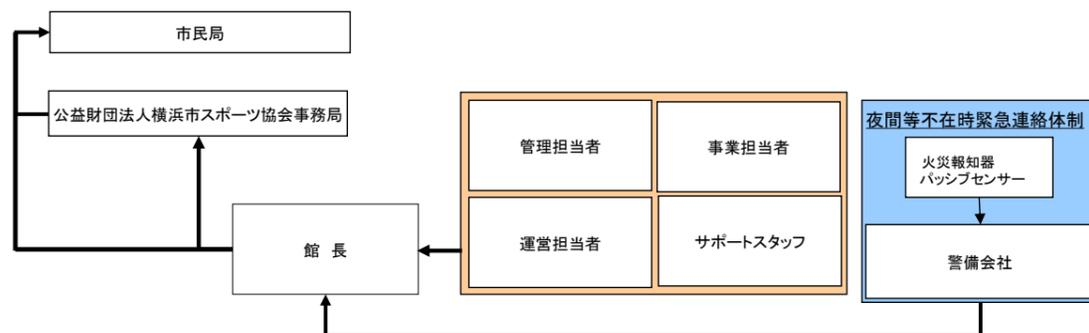 市民局
公益財団法人横浜市スポーツ協会事務局
館 長
管理担当者
事業担当者
運営担当者
サポートスタッフ
夜間等不在時緊急連絡体制
火災報知器
パッシブセンサー
警備会社